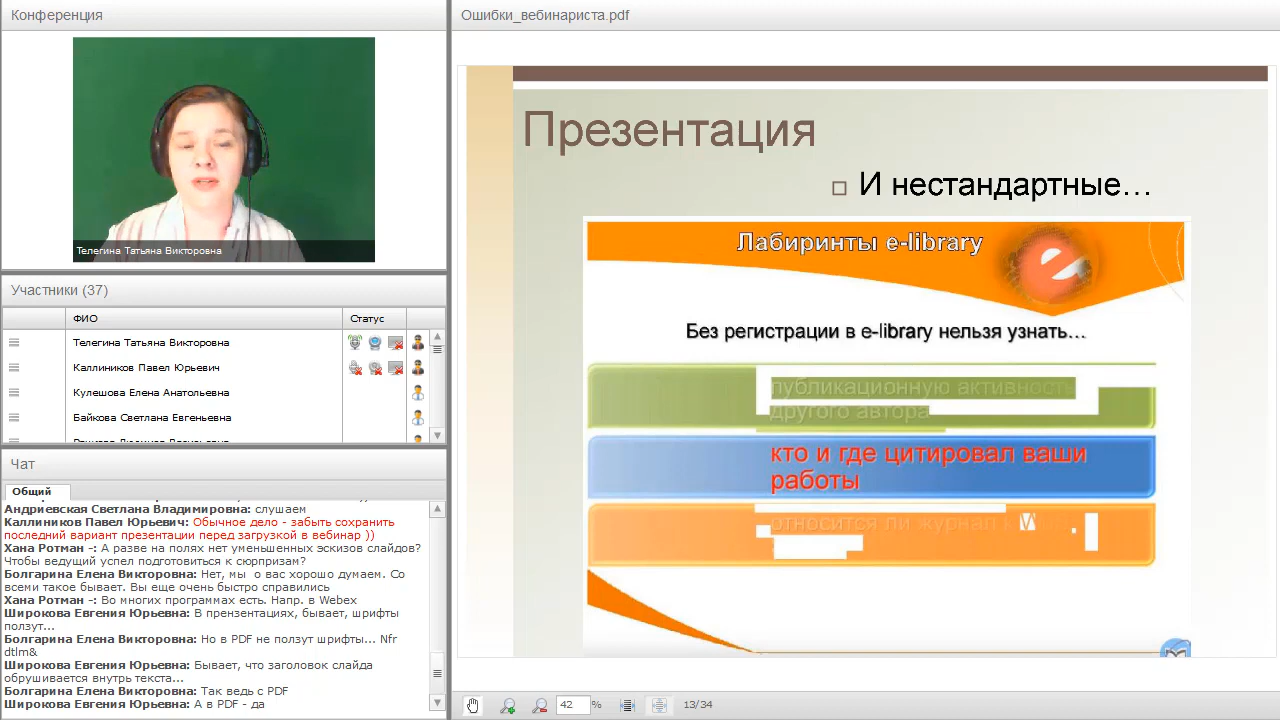 Конференция
Телегина Татьяна Викторовна
Участники (37)
ФИО Статус
Телегина Татьяна Викторовна
Каллиников Павел Юрьевич
Кулешова Елена Анатольевна
Байкова Светлана Евгеньевна
Чат
Общий
Андриевская Светлана Владимировна: слушаем
Каллиников Павел Юрьевич: Обычное дело - забыть сохранить
последний вариант презентации перед загрузкой в вебинар ))
Хана Ротман -: А разве на полях нет уменьшенных эскизов слайдов?
Чтобы ведущий успел подготовиться к сюрпризам?
Болгарина Елена Викторовна: Нет, мы о вас хорошо думаем. Со
всеми такое бывает. Вы еще очень быстро справились
Хана Ротман -: Во многих программах есть. Напр. в Webex
Широкова Евгения Юрьевна: В прензентациях, бывает, шрифты
ползут...
Болгарина Елена Викторовна: Но в PDF не ползут шрифты... Nfr
dtlm&
Широкова Евгения Юрьевна: Бывает, что заголовок слайда
обрушивается внутрь текста...
Болгарина Елена Викторовна: Так ведь с PDF
Широкова Евгения Юрьевна: А в PDF - да
Ошибки_вебинариста.pdf
Презентация
И нестандартные...
Лабиринты e-library
Без регистрации в e-library нельзя узнать...
публикационную активность
другого автора
кто и где цитировал ваши
работы
относится ли журнал к
42 % 13/34